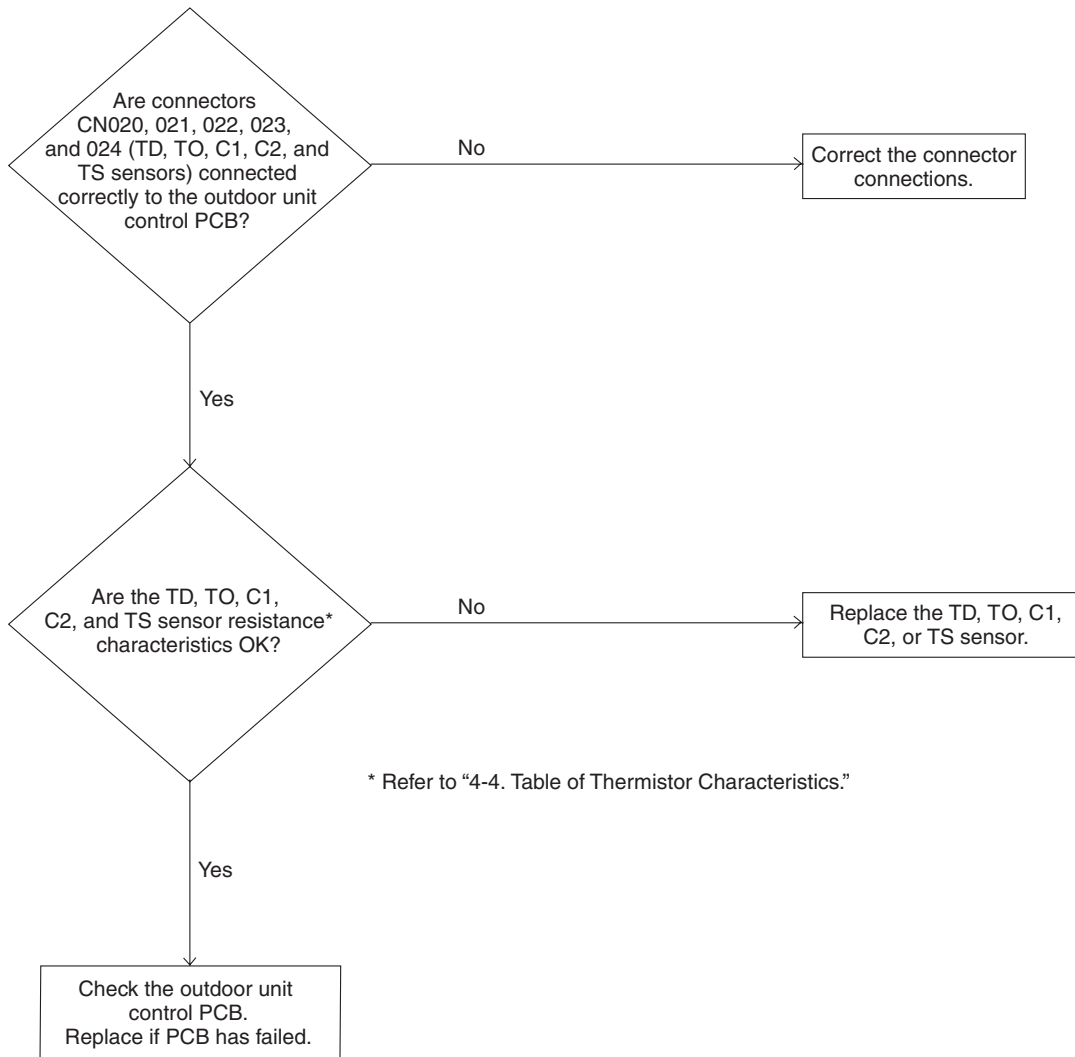 Are connectors
CN020, 021, 022, 023,
and 024 (TD, TO, C1, C2, and
TS sensors) connected
correctly to the outdoor unit
control PCB?
No
Correct the connector
connections.
Yes
Are the TD, TO, C1,
C2, and TS sensor resistance*
characteristics OK?
No
Replace the TD, TO, C1,
C2, or TS sensor.
* Refer to “4-4. Table of Thermistor Characteristics.”
Yes
Check the outdoor unit
control PCB.
Replace if PCB has failed.